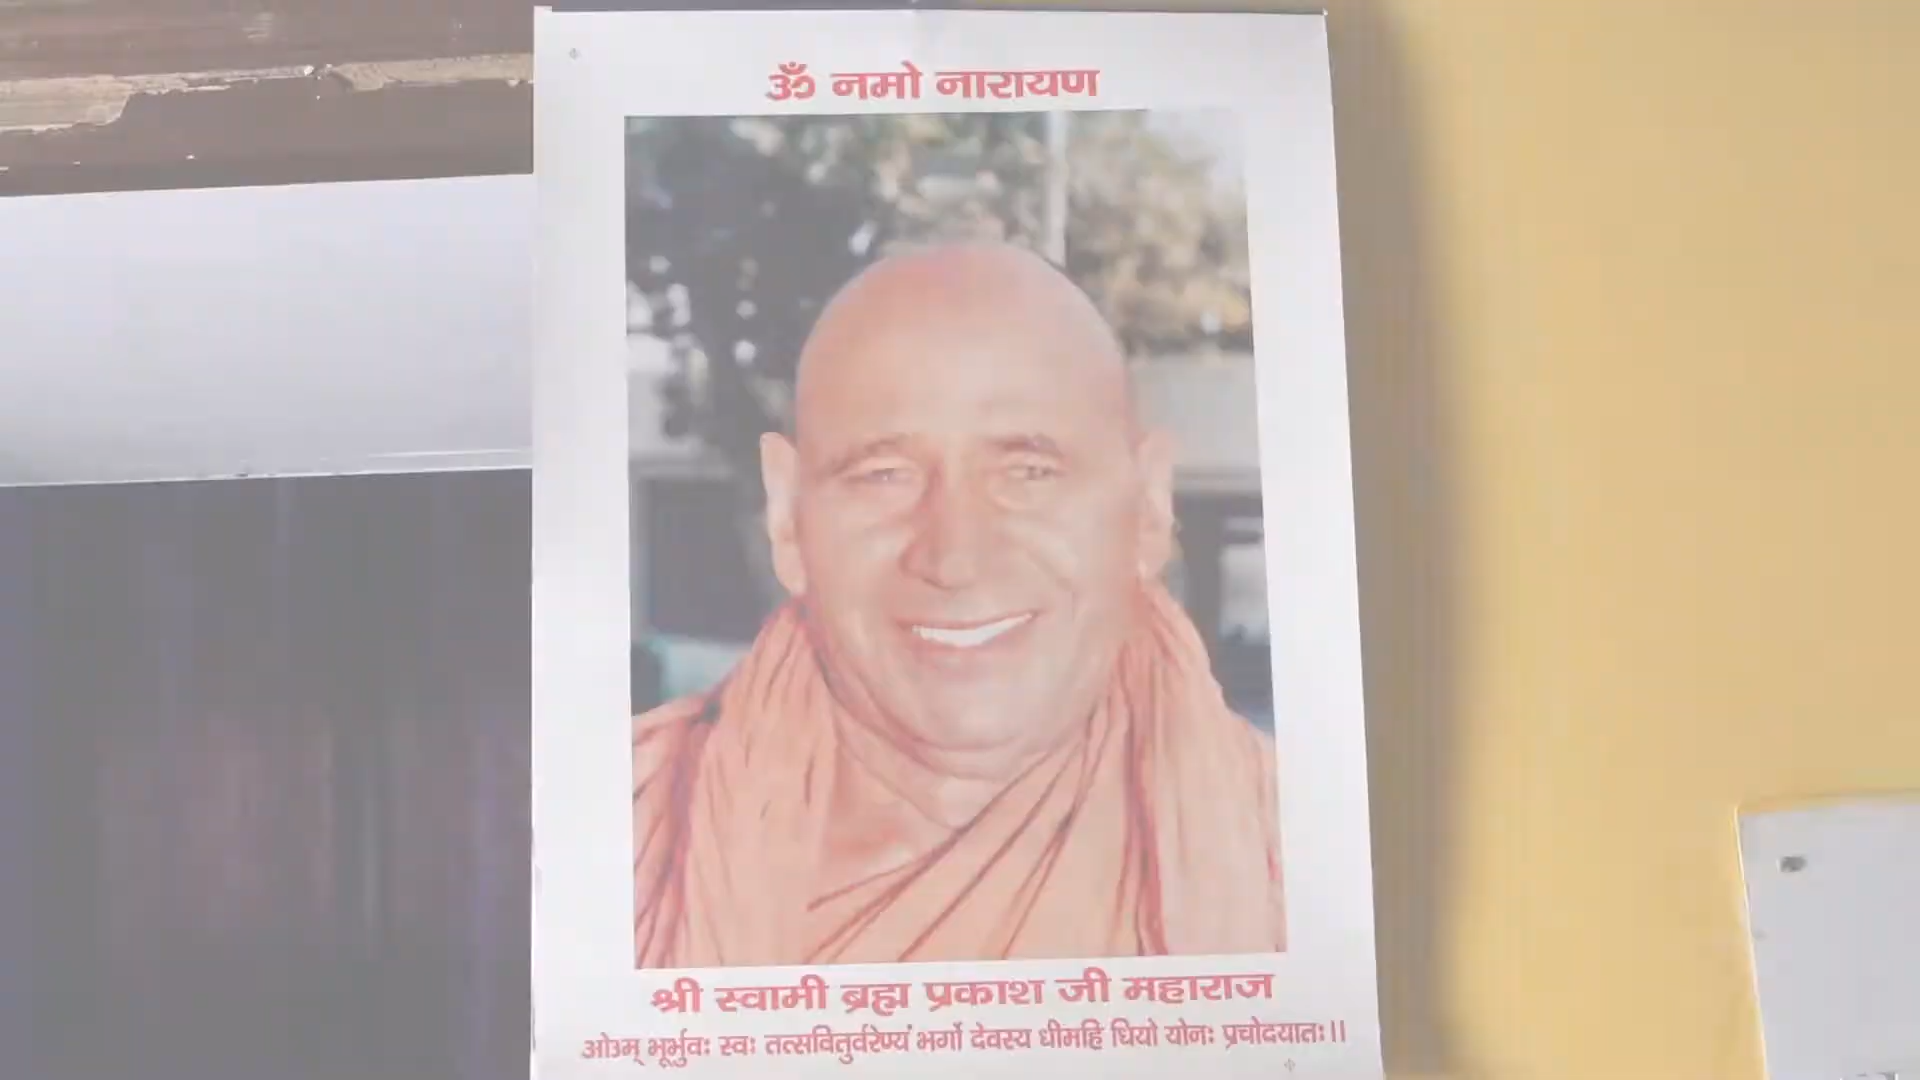 ॐ नमो नारायण
श्री स्वामी ब्रह्म प्रकाश जी महाराज
ओउम् भूर्भुवः स्वः तत्सवितुर्वरेण्यं भर्गो देवस्य धीमहि धियो योनः प्रचोदयातः।।